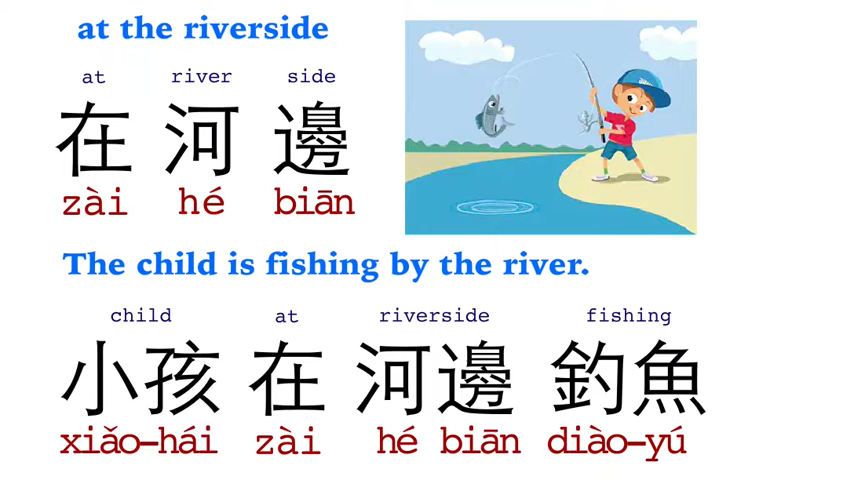 at the riverside
at river side
在 河 邊
zài hé biān
The child is fishing by the river.
child at riverside fishing
小孩 在 河邊 釣魚
xiǎo-hái zài hé biān diào-yú